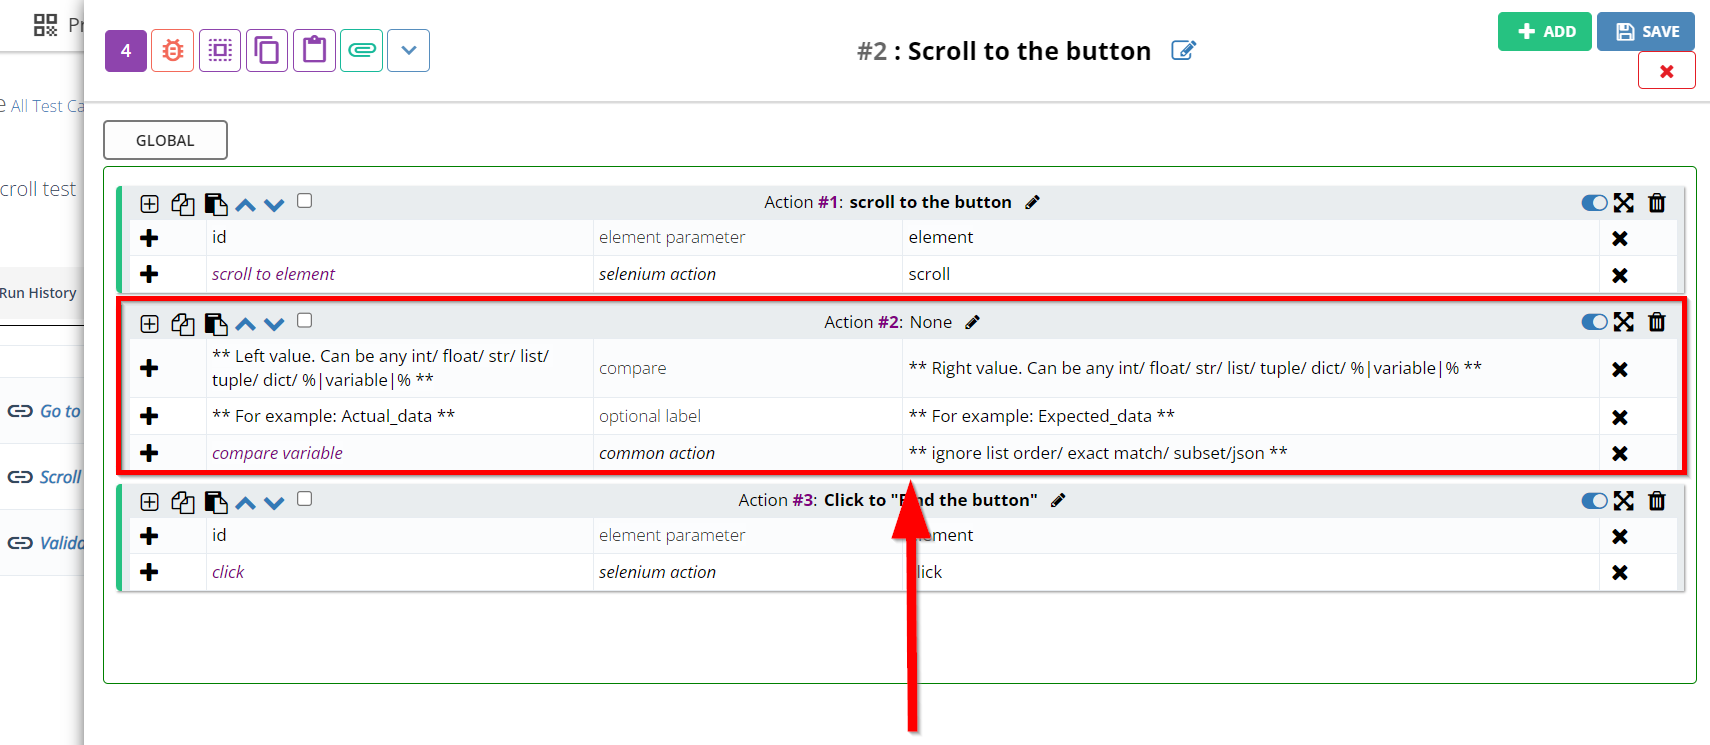 Pr
4
#2 : Scroll to the button
ADD
SAVE
e All Test Ca
GLOBAL
croll test
Action #1: scroll to the button
id element parameter element
scroll to element selenium action scroll
Run History
Action #2: None
** Left value. Can be any int/ float/ str/ list/
tuple/ dict/ %|variable|% **
compare
** Right value. Can be any int/ float/ str/ list/ tuple/ dict/ %|variable|% **
** For example: Actual_data ** optional label ** For example: Expected_data **
compare variable common action ** ignore list order/ exact match/ subset/json **
Go to
Scroll
Valida
Action #3: Click to "Find the button"
id element parameter element
click selenium action click